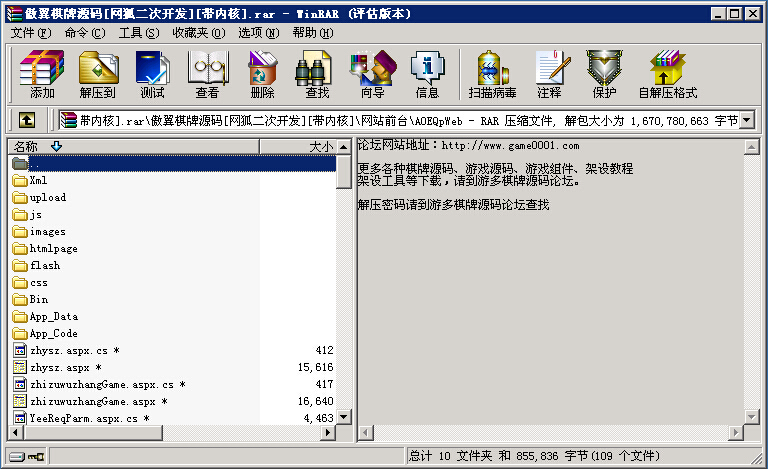 傲翼棋牌源码[网狐二次开发][带内核].rar - WinRAR (评估版本)
文件(F) 命令(C) 工具(S) 收藏夹(O) 选项(N) 帮助(H)
添加 解压到 测试 查看 删除 查找 向导 信息 扫描病毒 注释 保护 自解压格式
带内核].rar\傲翼棋牌源码[网狐二次开发][带内核]\网站前台\AOEQpWeb - RAR 压缩文件, 解包大小为 1,670,780,663 字节
名称 大小
..
Xml
upload
js
images
htmlpage
flash
css
Bin
App_Data
App_Code
zhysz.aspx.cs * 412
zhysz.aspx * 15,616
zhizuwuzhangGame.aspx.cs * 417
zhizuwuzhangGame.aspx * 16,640
YeeReqParm.aspx.cs * 4,463
论坛网站地址：http://www.game0001.com
更多各种棋牌源码、游戏源码、游戏组件、架设教程
架设工具等下载，请到游多棋牌源码论坛。
解压密码请到游多棋牌源码论坛查找
总计 10 文件夹 和 855,836 字节(109 个文件)